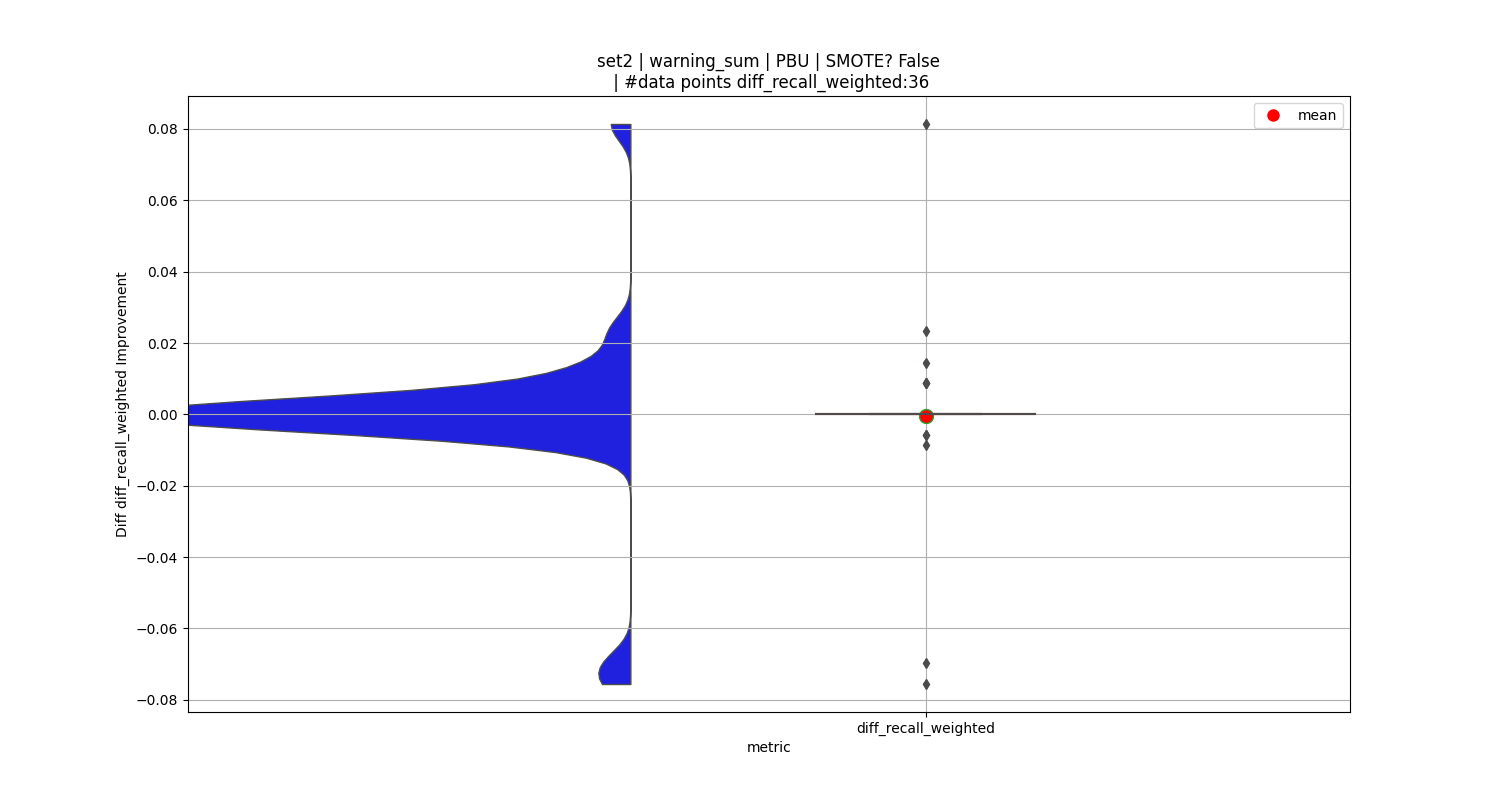 set2 | warning_sum | PBU | SMOTE? False
| #data points diff_recall_weighted:36
mean
0.08
0.06
0.04
0.02
0.00
−0.02
−0.04
−0.06
−0.08
Diff diff_recall_weighted Improvement
diff_recall_weighted
metric